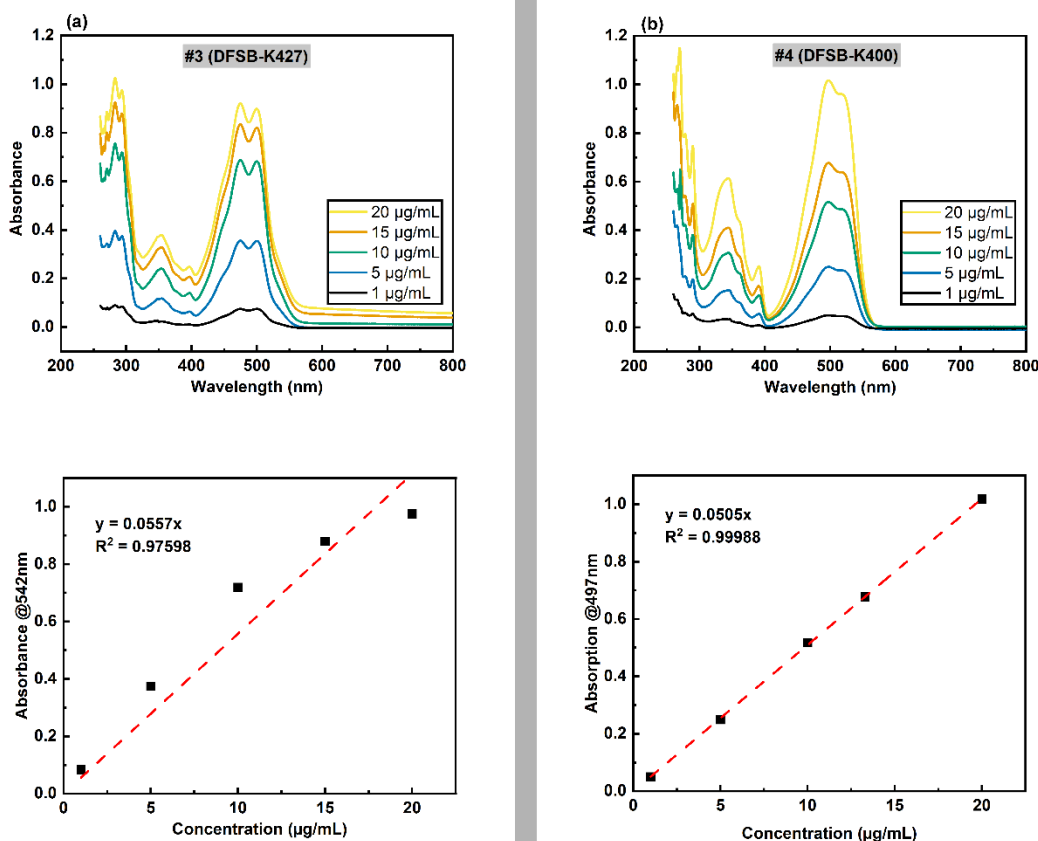 (a)
#3 (DFSB-K427)
1.2
1.0
0.8
0.6
0.4
0.2
0.0
Absorbance
20 µg/mL
15 µg/mL
10 µg/mL
5 µg/mL
1 µg/mL
200 300 400 500 600 700 800
Wavelength (nm)
(b)
#4 (DFSB-K400)
1.2
1.0
0.8
0.6
0.4
0.2
0.0
Absorbance
20 µg/mL
15 µg/mL
10 µg/mL
5 µg/mL
1 µg/mL
200 300 400 500 600 700 800
Wavelength (nm)
y = 0.0557x
R² = 0.97598
1.0
0.8
0.6
0.4
0.2
0.0
Absorbance @542nm
0 5 10 15 20
Concentration (µg/mL)
y = 0.0505x
R² = 0.99988
1.0
0.8
0.6
0.4
0.2
0.0
Absorption @497nm
0 5 10 15 20
Concentration (µg/mL)